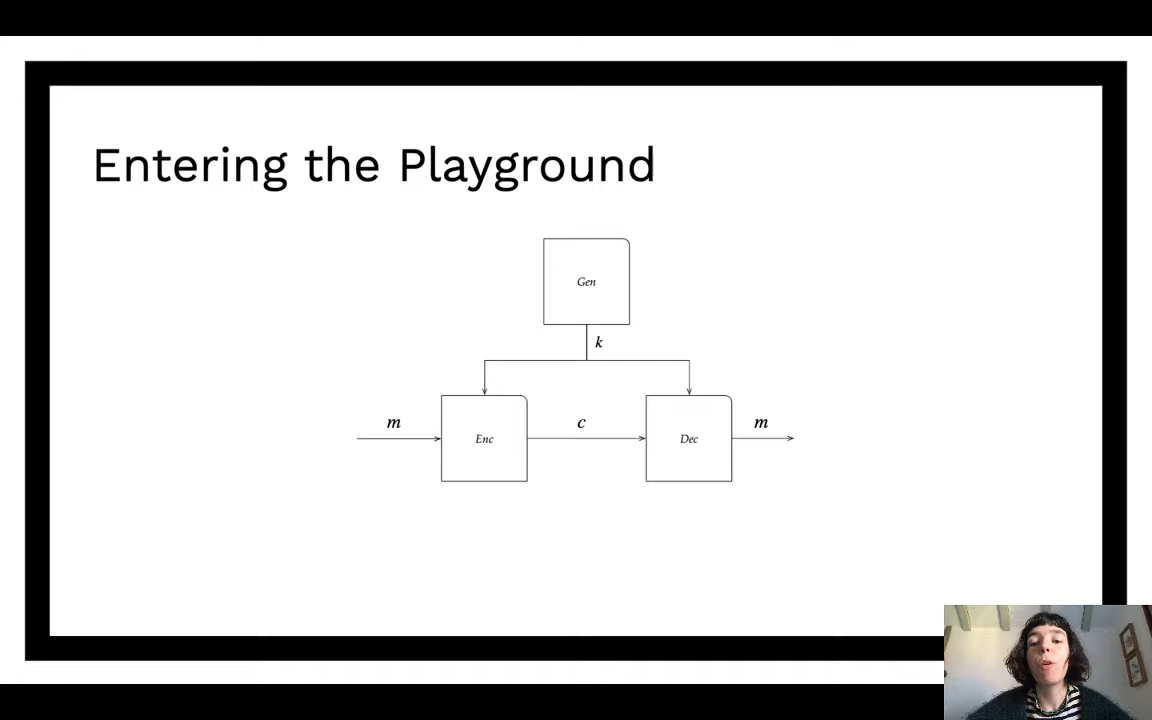 Entering the Playground
Gen
k
m
Enc
c
Dec
m